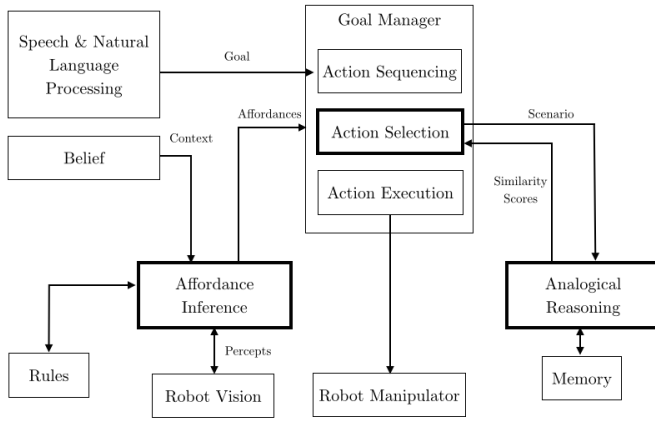 Goal Manager
Speech & Natural
Language
Processing
Goal
Action Sequencing
Affordances
Action Selection
Scenario
Belief
Context
Similarity
Scores
Action Execution
Affordance
Inference
Analogical
Reasoning
Percepts
Rules
Robot Vision
Robot Manipulator
Memory